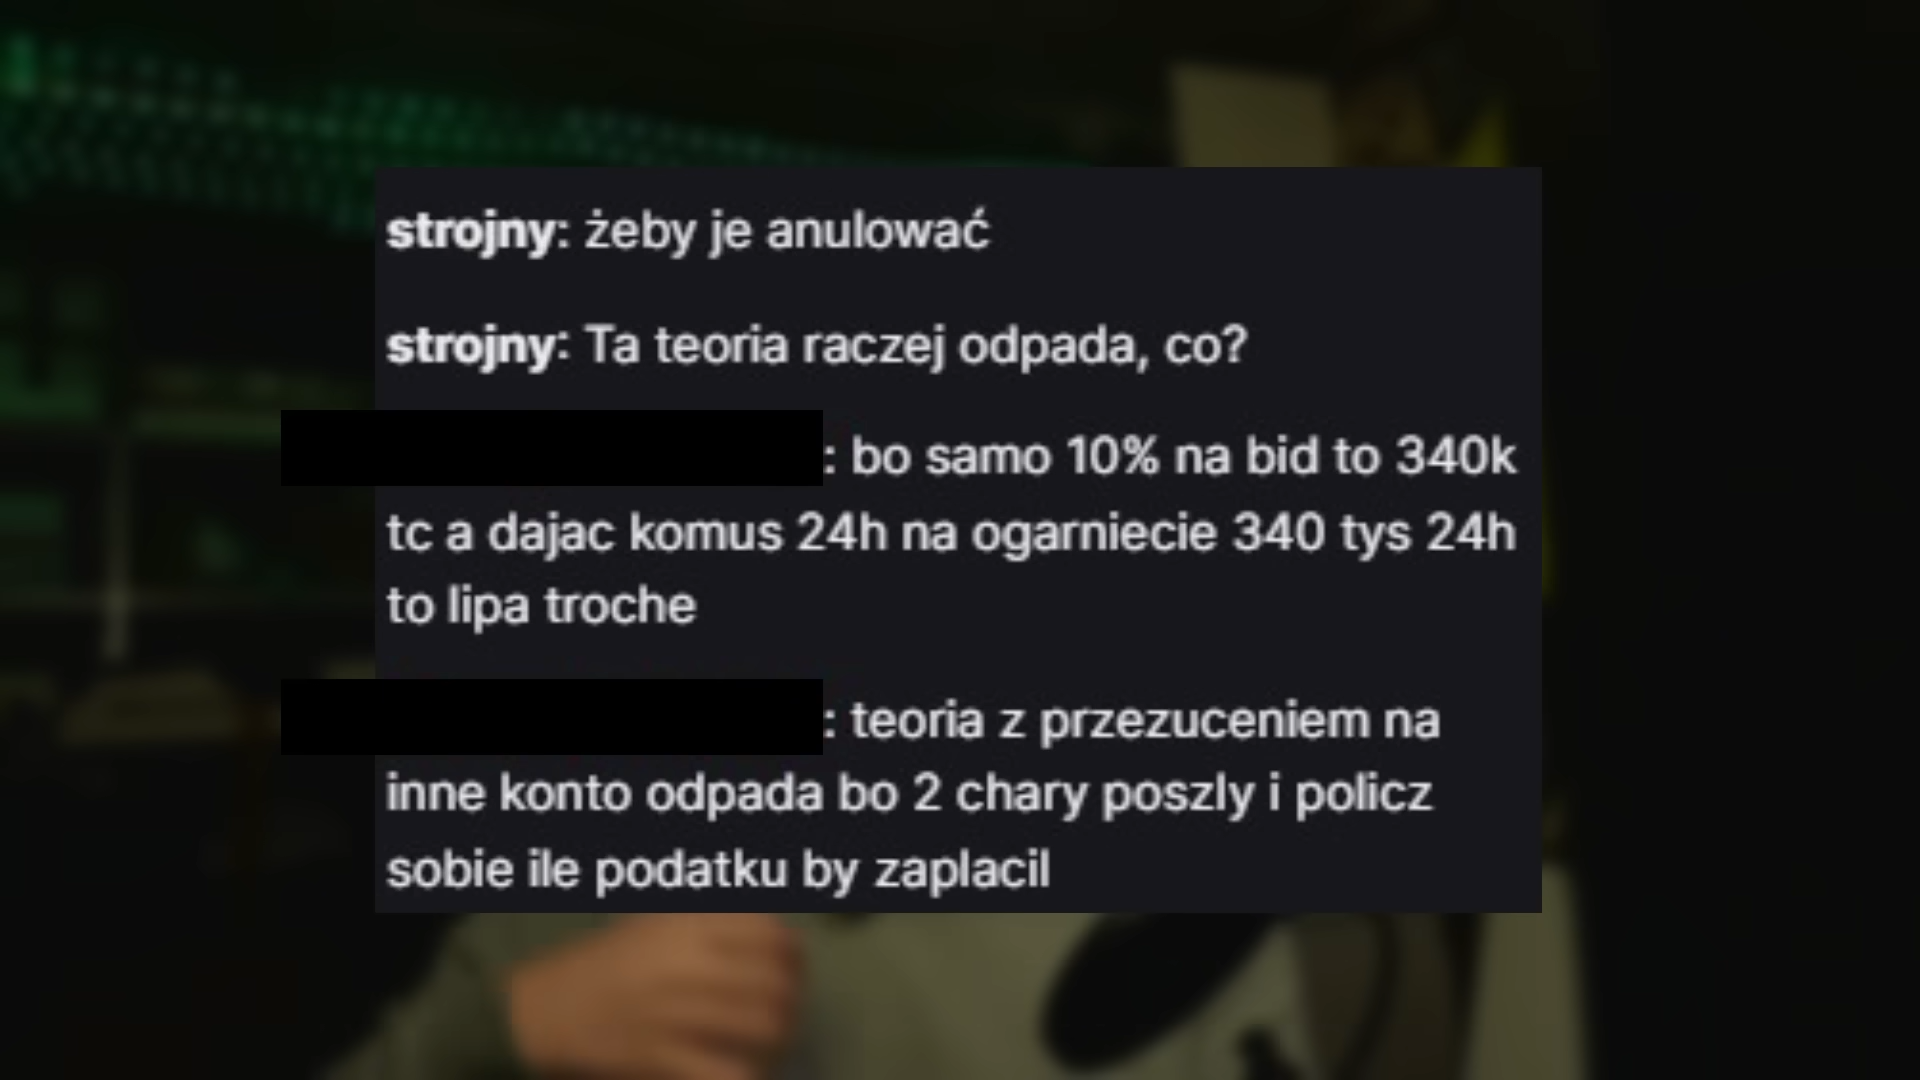 strojny: żeby je anulować
strojny: Ta teoria raczej odpada, co?
: bo samo 10% na bid to 340k
tc a dajac komus 24h na ogarniecie 340 tys 24h
to lipa troche
: teoria z przezuceniem na
inne konto odpada bo 2 chary poszly i policz
sobie ile podatku by zaplacil